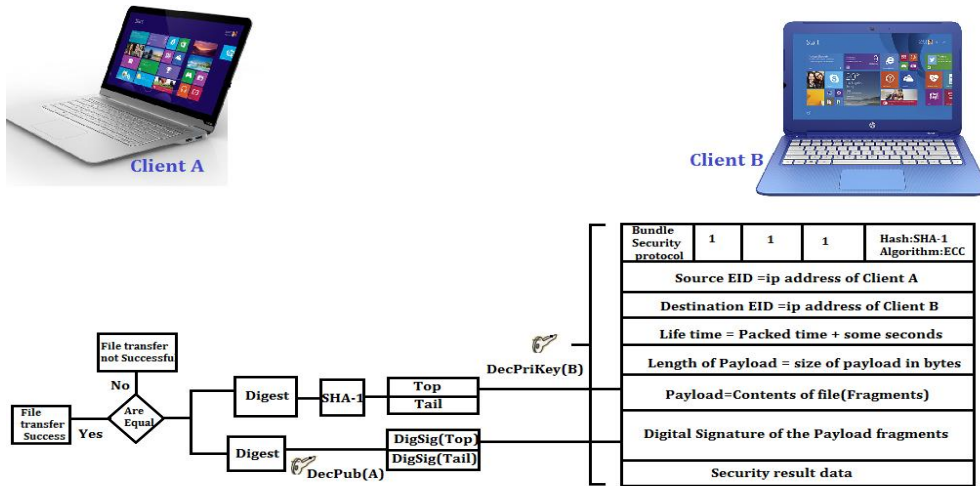 Start
Start
Client A
Client B
Bundle Security protocol
1
1
1
Hash:SHA-1
Algorithm:ECC
Source EID =ip address of Client A
Destination EID =ip address of Client B
Life time = Packed time + some seconds
Length of Payload = size of payload in bytes
Payload=Contents of file(Fragments)
Digital Signature of the Payload fragments
Security result data
DecPriKey(B)
File transfer
not Successfu
No
Are
Equal
Yes
File
transfer
Success
Digest
SHA-1
Top
Tail
Digest
DecPub(A)
DigSig(Top)
DigSig(Tail)